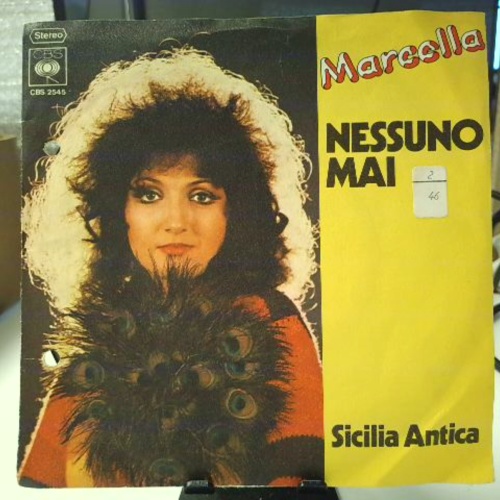 Stereo
CBS
CBS 2545
Marcella
NESSUNO
MAI
2
46
Sicilia Antica